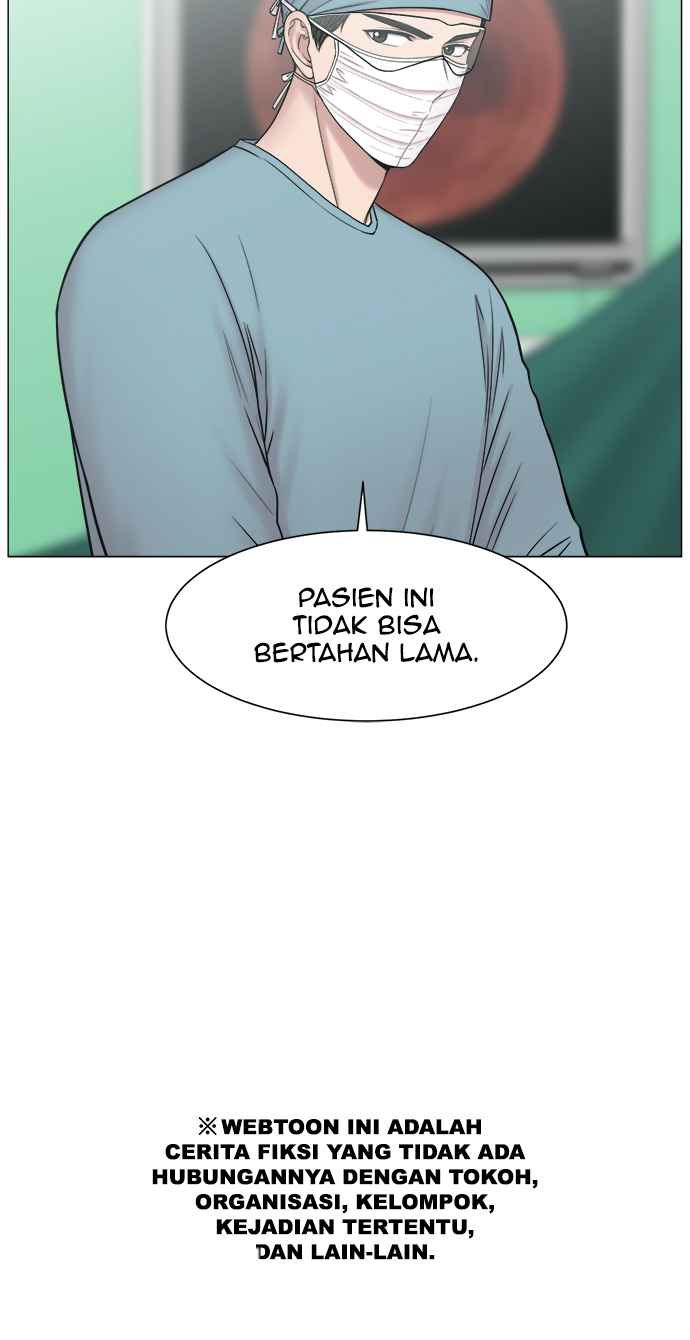 PASIEN INI
TIDAK BISA
BERTAHAN LAMA.
※WEBTOON INI ADALAH
CERITA FIKSI YANG TIDAK ADA
HUBUNGANNYA DENGAN TOKOH,
ORGANISASI, KELOMPOK,
KEJADIAN TERTENTU,
DAN LAIN-LAIN.